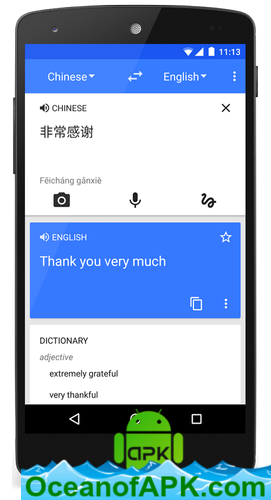 11:13
Chinese
English
CHINESE
非常感谢
Fēicháng gǎnxiè
ENGLISH
Thank you very much
DICTIONARY
adjective
extremely grateful
very thankful
apk
OceanofAPK.com